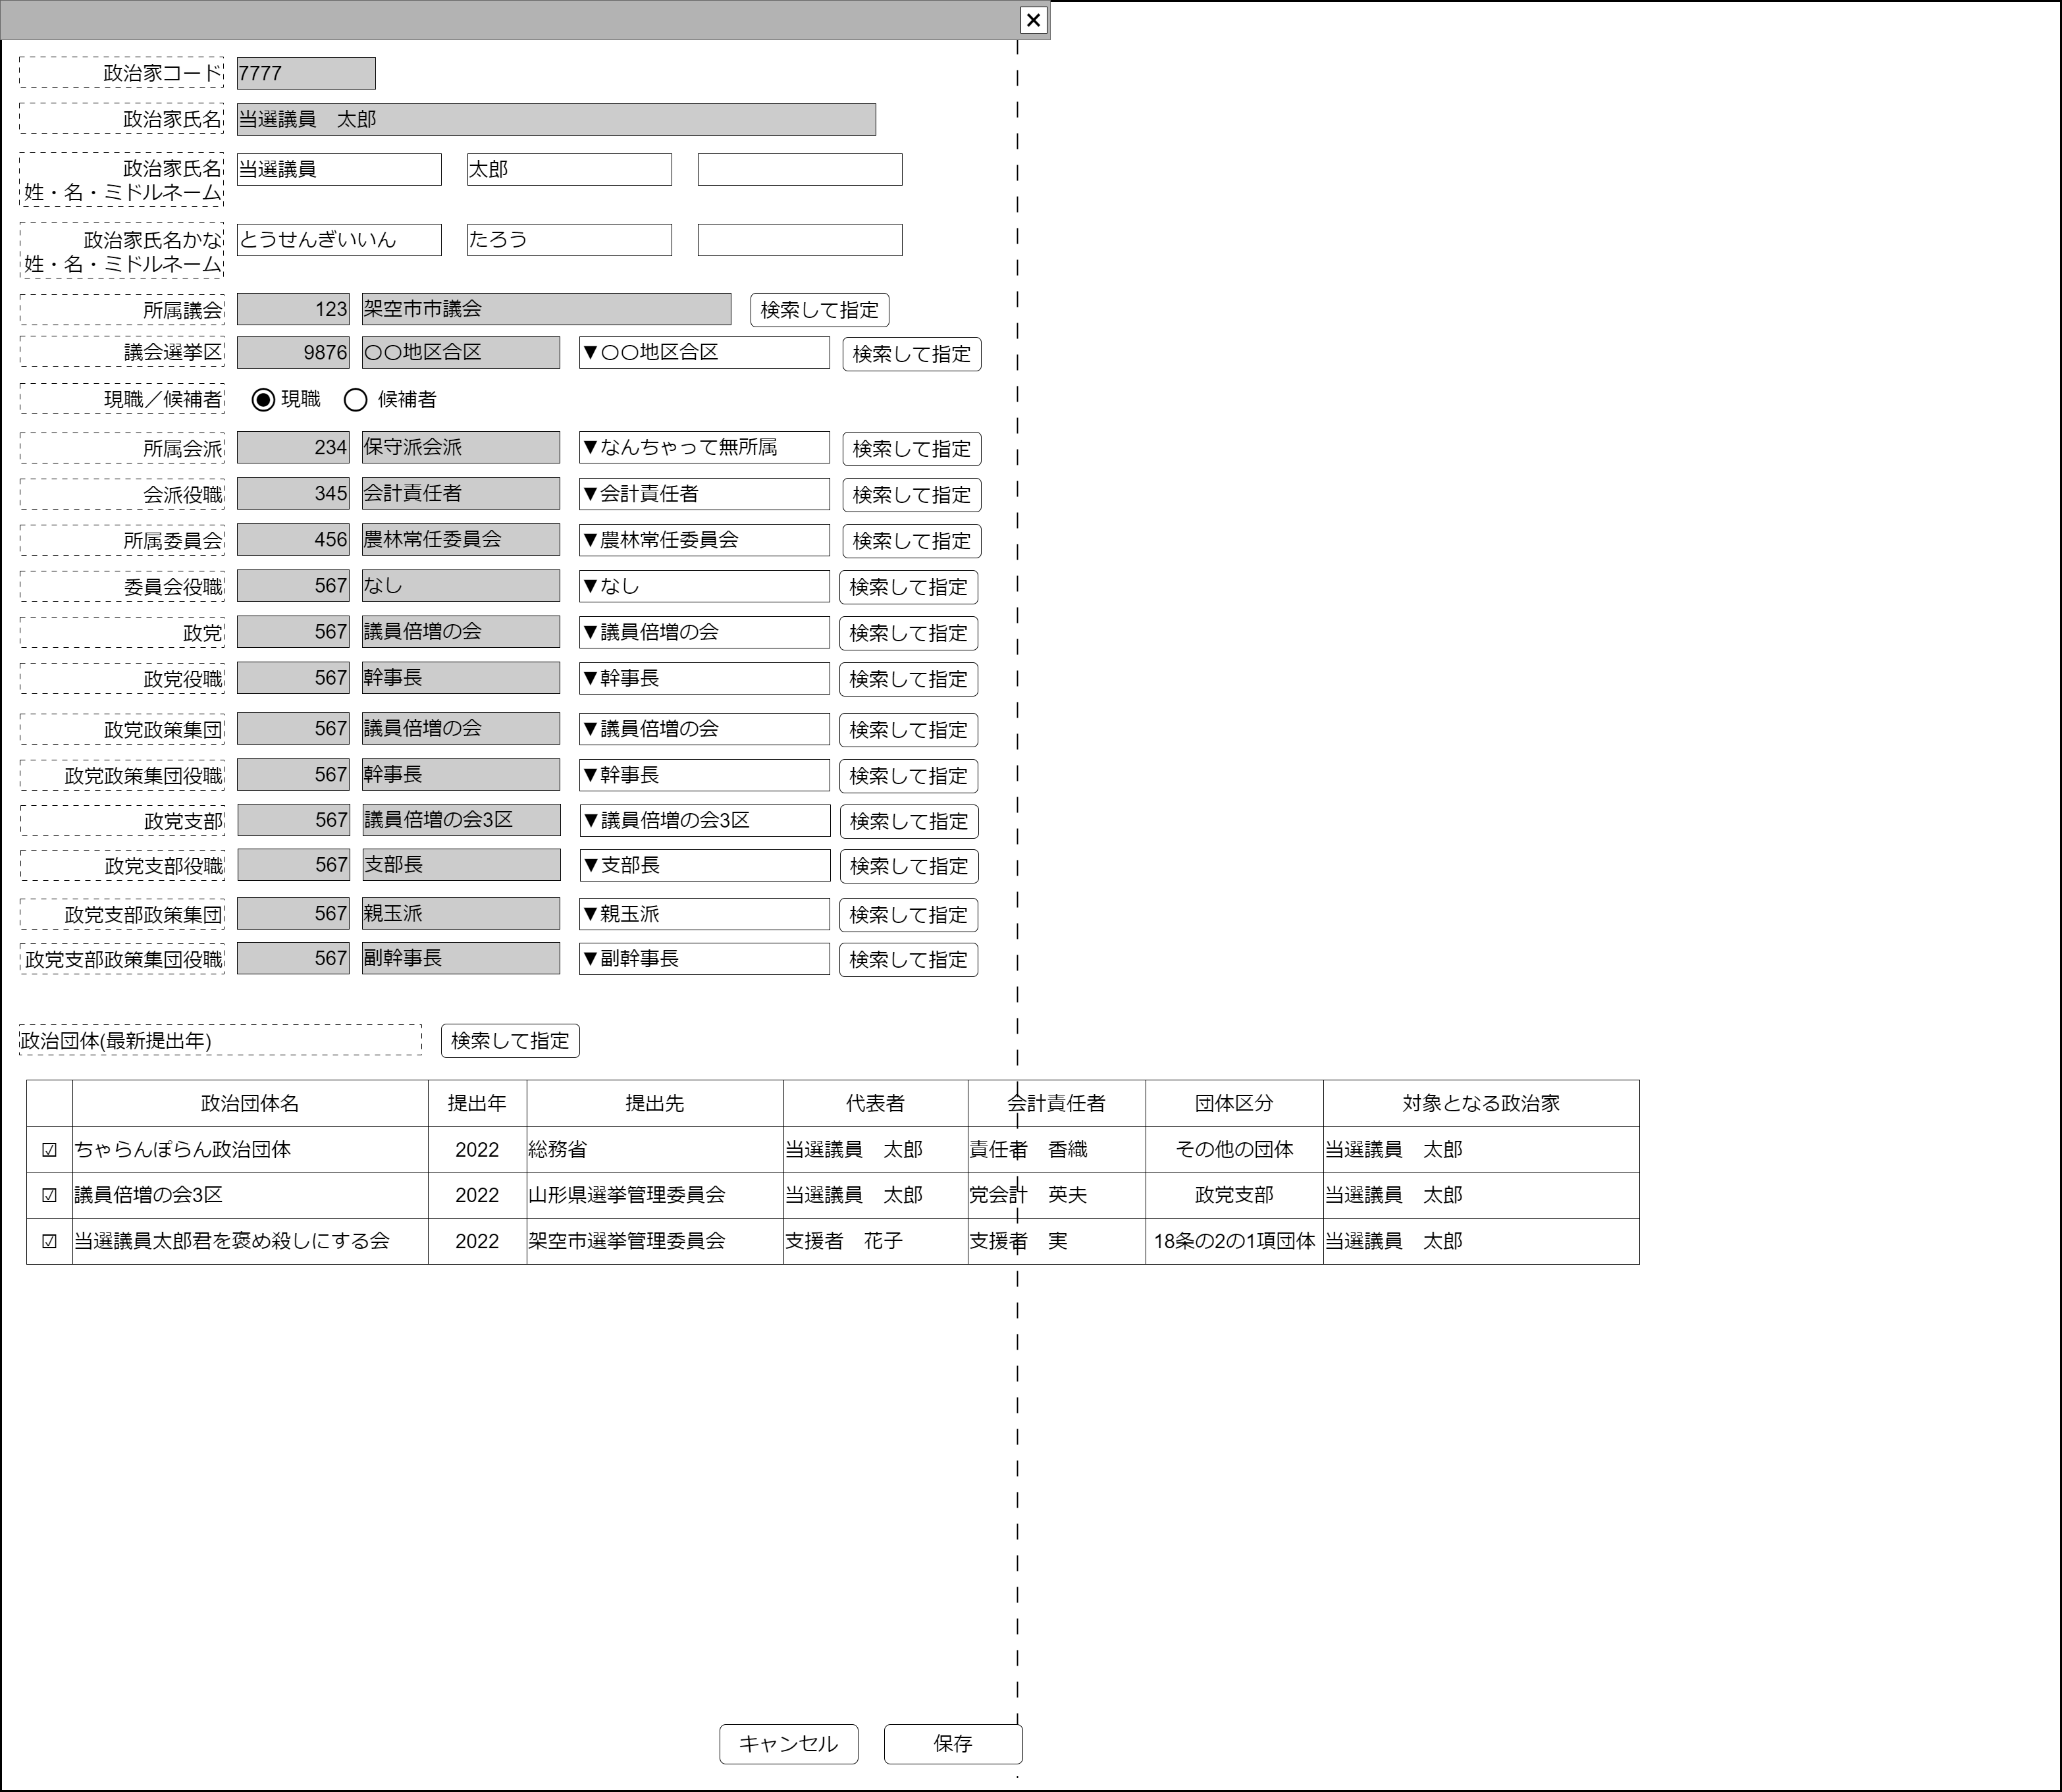 政治家コード 7777
政治家氏名 当選議員　太郎
政治家氏名 当選議員 太郎
姓・名・ミドルネーム
政治家氏名かな とうせんぎいいん たろう
姓・名・ミドルネーム
所属議会 123 架空市市議会 検索して指定
議会選挙区 9876 〇〇地区合区 ▼〇〇地区合区 検索して指定
現職／候補者 現職 候補者
所属会派 234 保守派会派 ▼なんちゃって無所属 検索して指定
会派役職 345 会計責任者 ▼会計責任者 検索して指定
所属委員会 456 農林常任委員会 ▼農林常任委員会 検索して指定
委員会役職 567 なし ▼なし 検索して指定
政党 567 議員倍増の会 ▼議員倍増の会 検索して指定
政党役職 567 幹事長 ▼幹事長 検索して指定
政党政策集団 567 議員倍増の会 ▼議員倍増の会 検索して指定
政党政策集団役職 567 幹事長 ▼幹事長 検索して指定
政党支部 567 議員倍増の会3区 ▼議員倍増の会3区 検索して指定
政党支部役職 567 支部長 ▼支部長 検索して指定
政党支部政策集団 567 親玉派 ▼親玉派 検索して指定
政党支部政策集団役職 567 副幹事長 ▼副幹事長 検索して指定
政治団体(最新提出年) 検索して指定
政治団体名 提出年 提出先 代表者 会計責任者 団体区分 対象となる政治家
☑ ちゃらんぽらん政治団体 2022 総務省 当選議員　太郎 責任者　香織 その他の団体 当選議員　太郎
☑ 議員倍増の会3区 2022 山形県選挙管理委員会 当選議員　太郎 党会計　英夫 政党支部 当選議員　太郎
☑ 当選議員太郎君を褒め殺しにする会 2022 架空市選挙管理委員会 支援者　花子 支援者　実 18条の2の1項団体 当選議員　太郎
キャンセル 保存